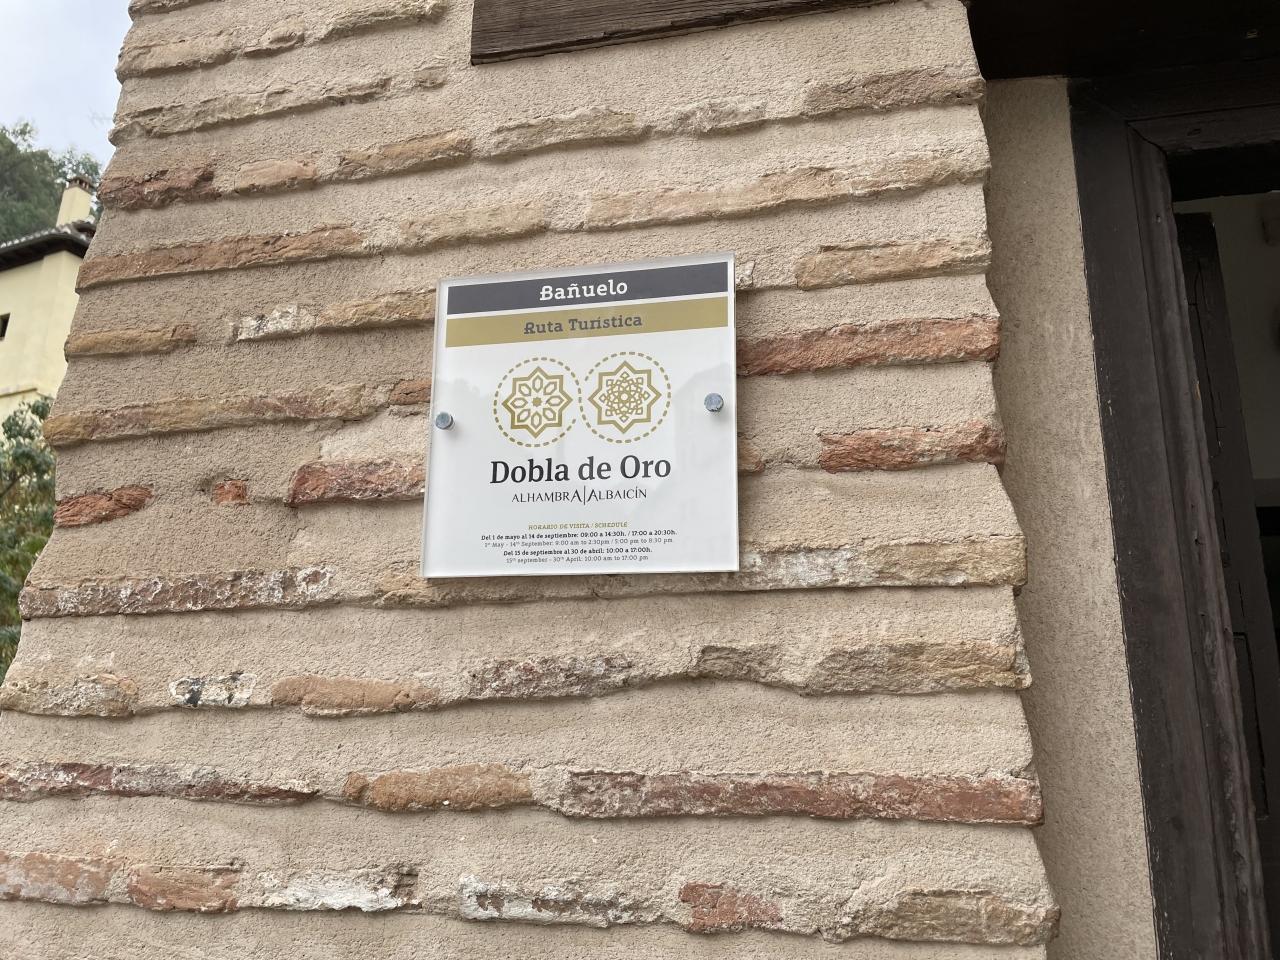 Bañuelo
Ruta Turística
Dobla de Oro
ALHAMBRA|ALBAICÍN
HORARIO DE VISITA / SCHEDULE
Del 1 de mayo al 14 de septiembre: 09:00 a 14:30h. / 17:00 a 20:30h.
1st May - 14th September: 9:00 am to 2:30pm / 5:00 pm to 8:30 pm
Del 15 de septiembre al 30 de abril: 10:00 a 17:00h.
15th september - 30th April: 10:00 am to 17:00 pm